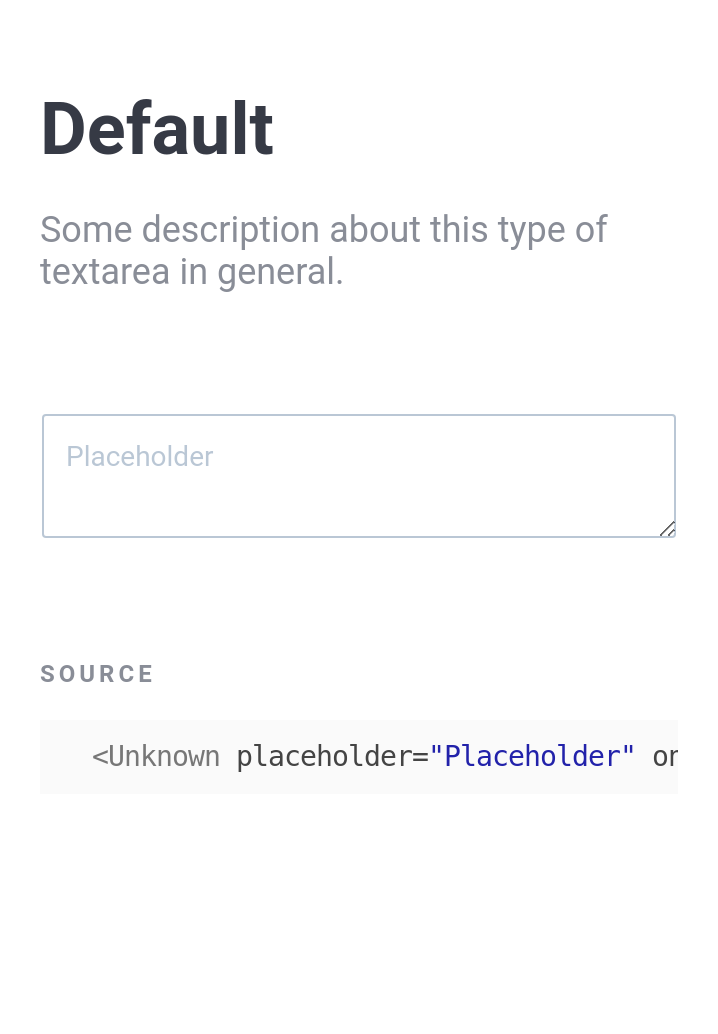 Default
Some description about this type of
textarea in general.
Placeholder
SOURCE
<Unknown placeholder="Placeholder" on